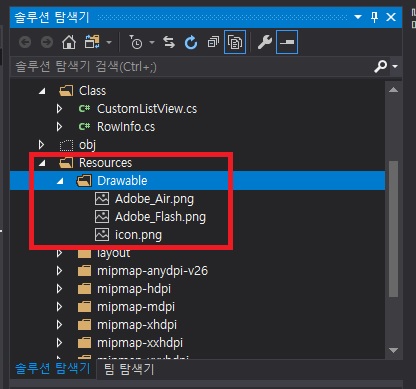 솔루션 탐색기
솔루션 탐색기 검색(Ctrl+;)
Class
C# CustomListView.cs
C# RowInfo.cs
obj
Resources
Drawable
Adobe_Air.png
Adobe_Flash.png
icon.png
layout
mipmap-anydpi-v26
mipmap-hdpi
mipmap-mdpi
mipmap-xhdpi
mipmap-xxhdpi
솔루션 탐색기 팀 탐색기